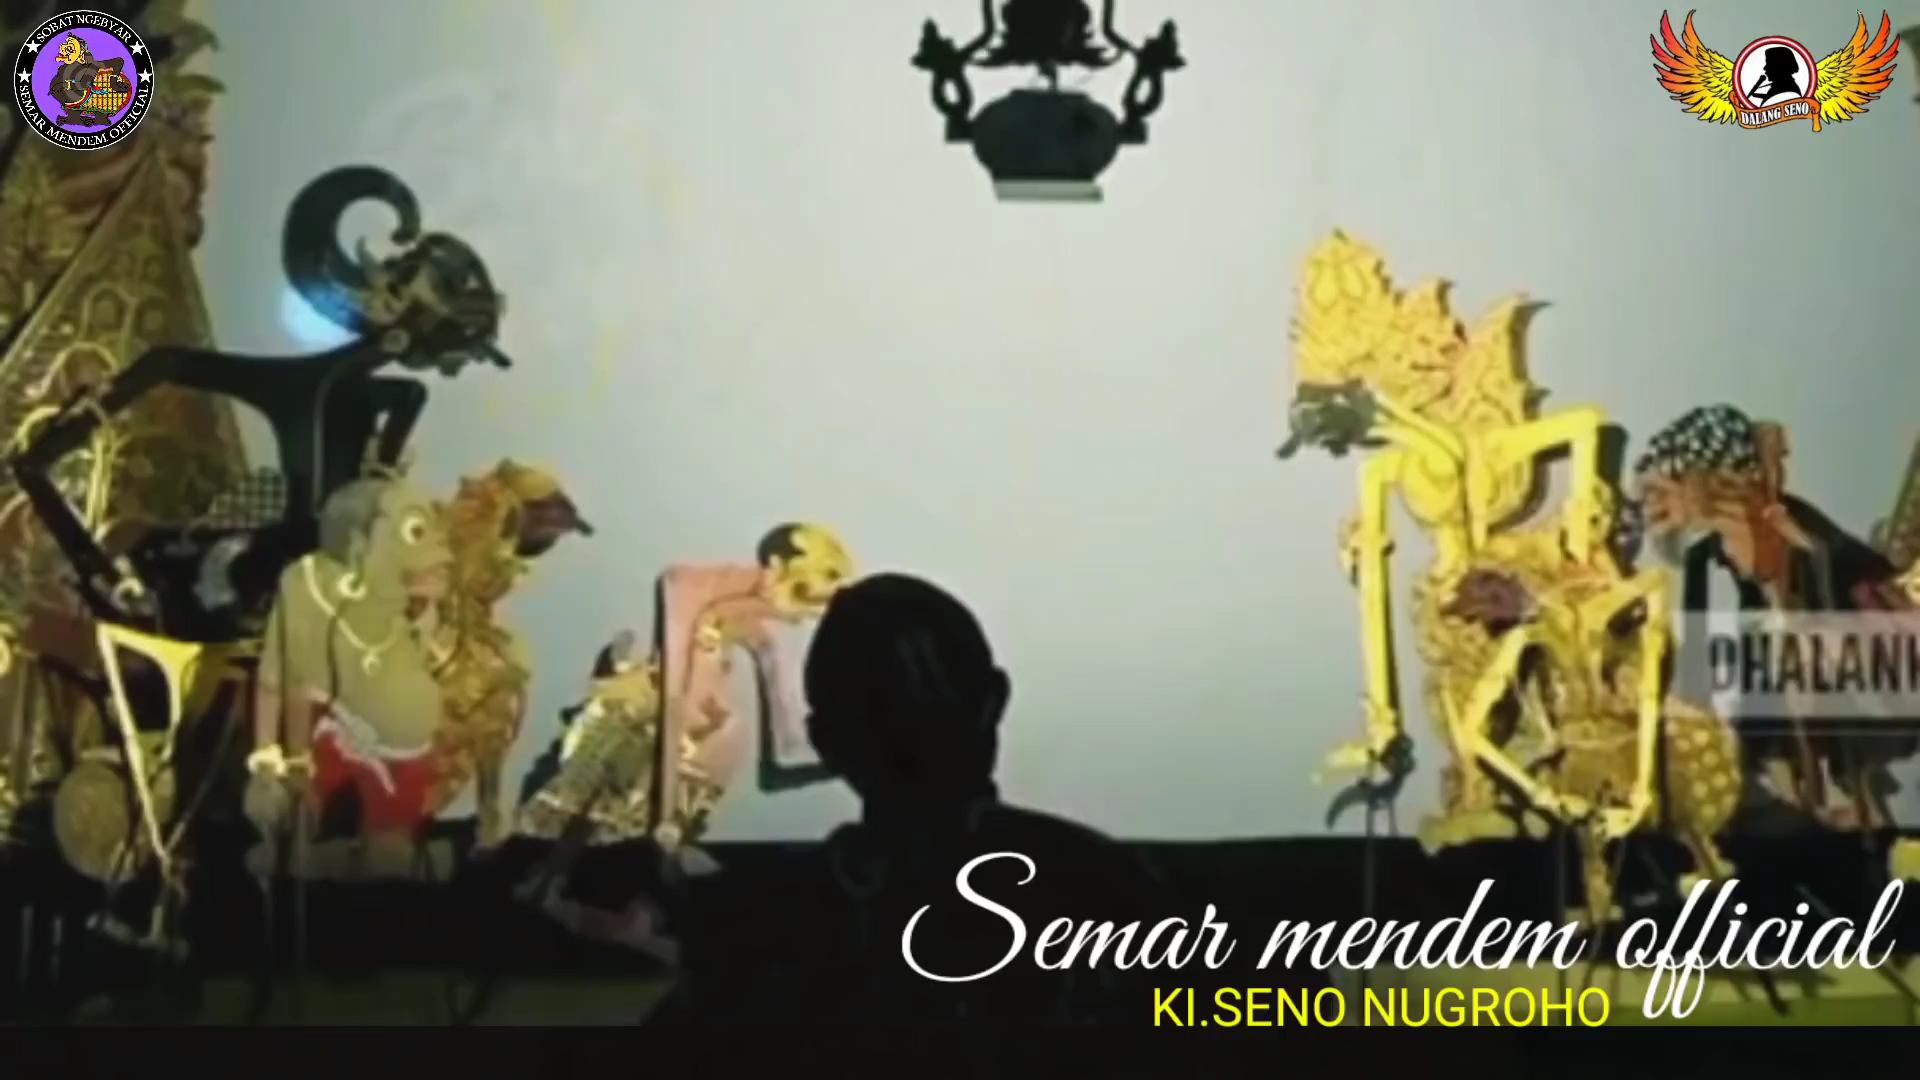 SOBAT NGEBYAR
SEMAR MENDEM OFFICIAL
DALANG SENO
DHALAN
Semar mendem official
KI.SENO NUGROHO